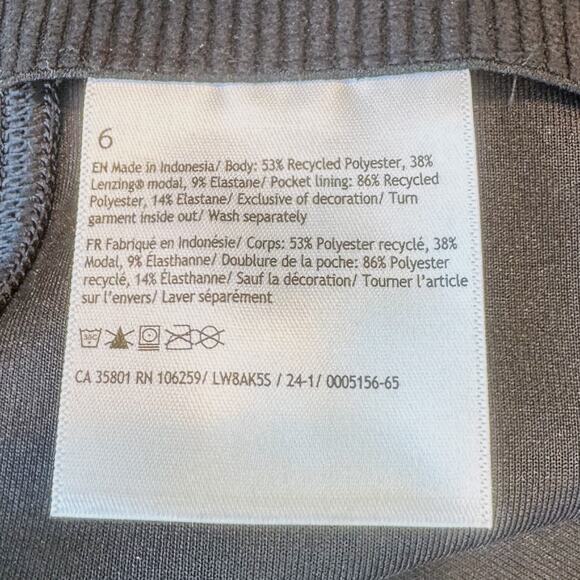 6
EN Made in Indonesia/ Body: 53% Recycled Polyester, 38%
Lenzing® modal, 9% Elastane/ Pocket lining: 86% Recycled
Polyester, 14% Elastane/ Exclusive of decoration/ Turn
garment inside out/ Wash separately
FR Fabriqué en Indonésie/ Corps: 53% Polyester recyclé, 38%
Modal, 9% Élasthanne/ Doublure de la poche: 86% Polyester
recyclé, 14% Élasthanne/ Sauf la décoration/ Tourner l'article
sur l'envers/ Laver séparément
CA 35801 RN 106259/ LW8AK5S / 24-1/ 0005156-65